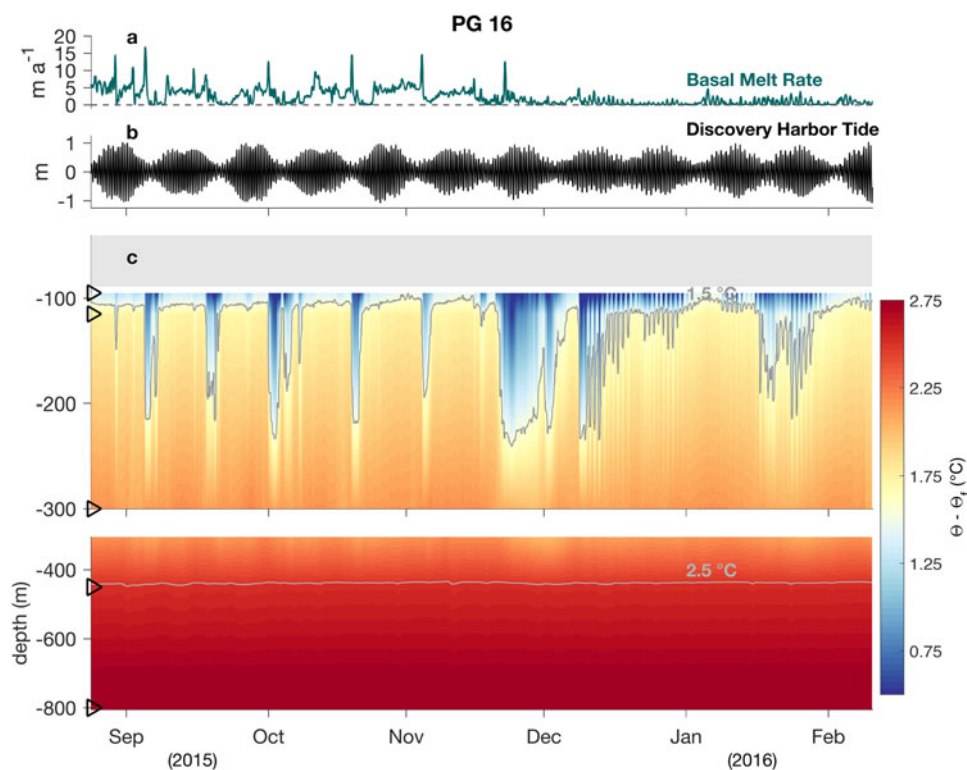 PG 16
a
20
15
10
5
0
m a-1
Basal Melt Rate
b
Discovery Harbor Tide
1
0
-1
m
c
1.5 °C
-100
-200
-300
2.5 °C
-400
-600
-800
depth (m)
2.75
2.25
1.75
1.25
0.75
Θ - Θf (°C)
Sep Oct Nov Dec Jan Feb
(2015) (2016)